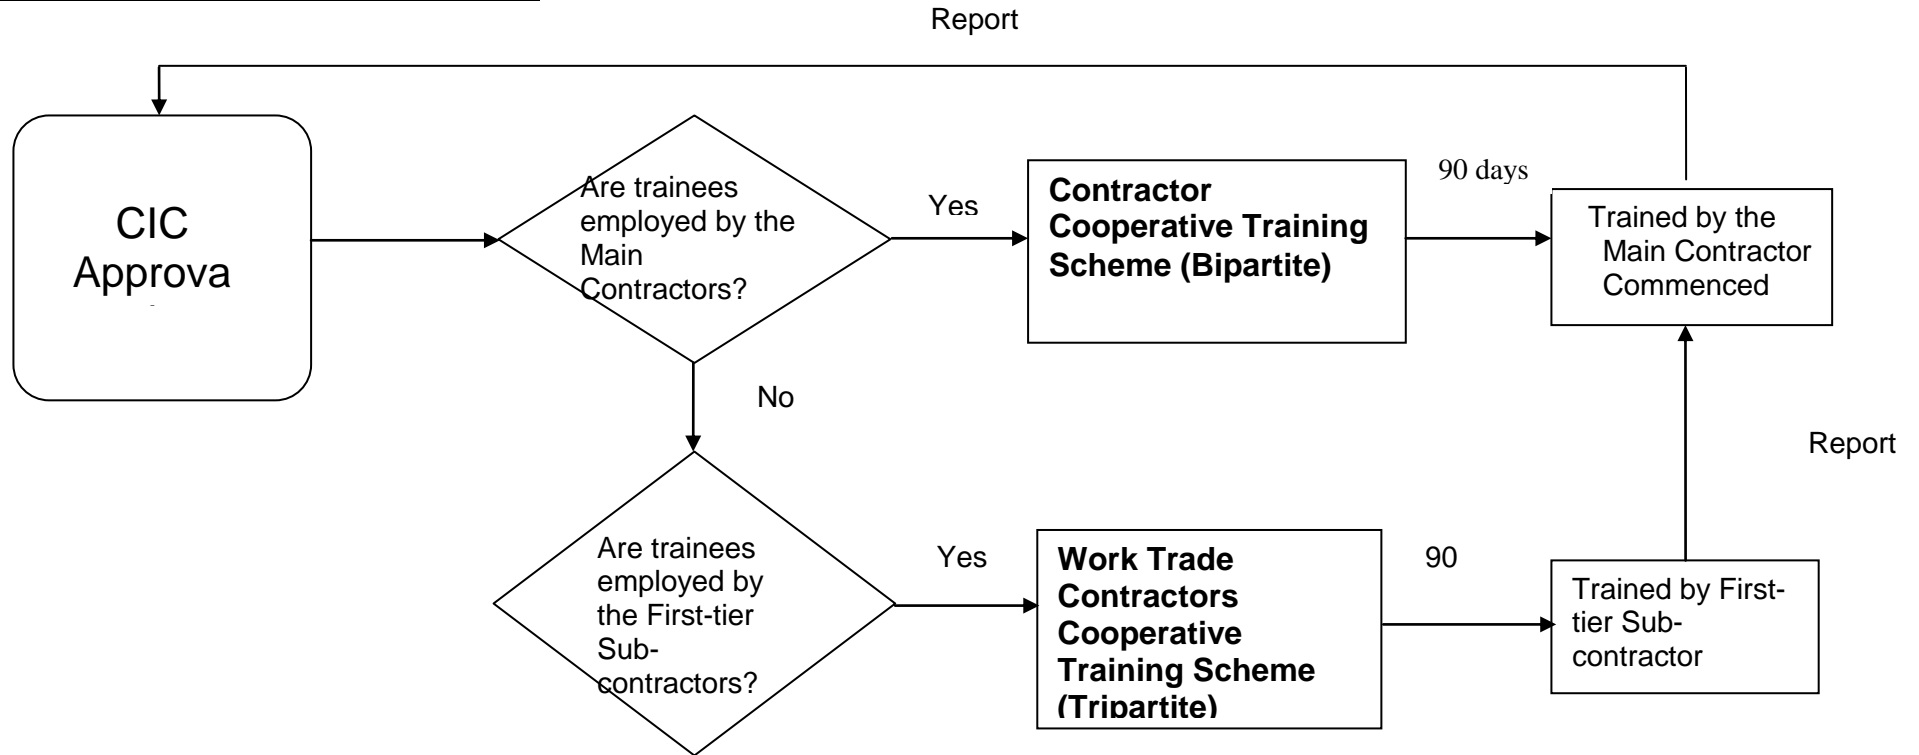 Report
CIC
Approva
Are trainees
employed by the
Main
Contractors?
Yes
Contractor
Cooperative Training
Scheme (Bipartite)
90 days
Trained by the
Main Contractor
Commenced
No
Report
Are trainees
employed by
the First-tier
Sub-
contractors?
Yes
Work Trade
Contractors
Cooperative
Training Scheme
(Tripartite)
90
Trained by First-
tier Sub-
contractor